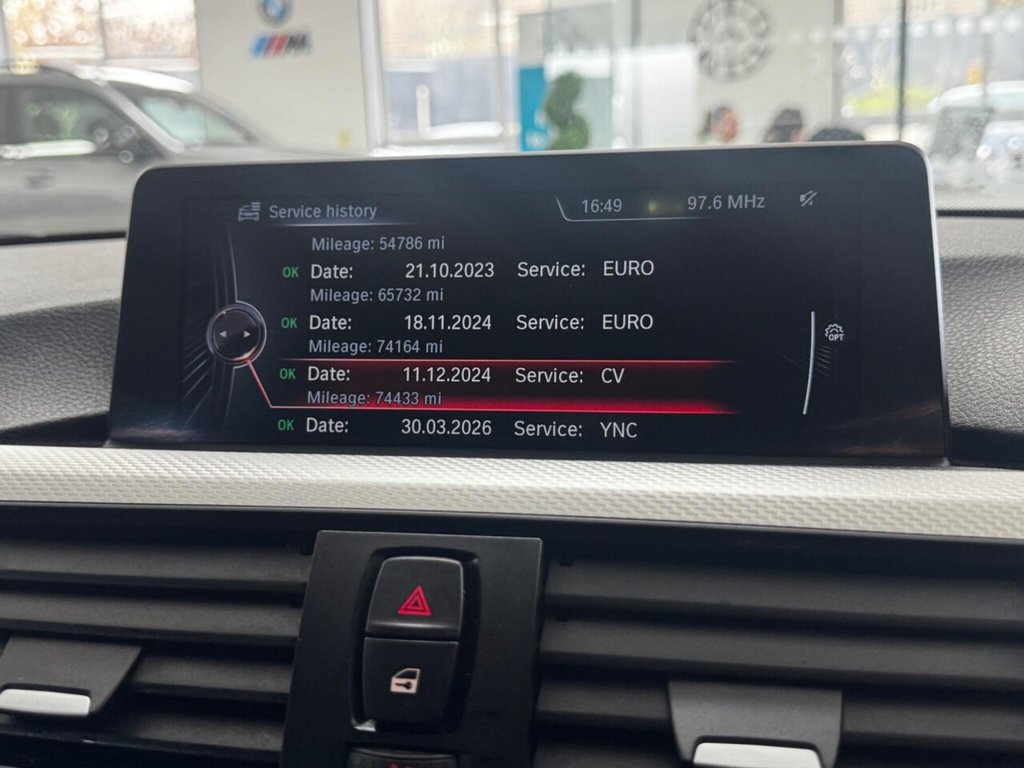 Service history 16:49 97.6 MHz
Mileage: 54786 mi
OK Date: 21.10.2023 Service: EURO
Mileage: 65732 mi
OK Date: 18.11.2024 Service: EURO
Mileage: 74164 mi
OK Date: 11.12.2024 Service: CV
Mileage: 74433 mi
OK Date: 30.03.2026 Service: YNC
OPT